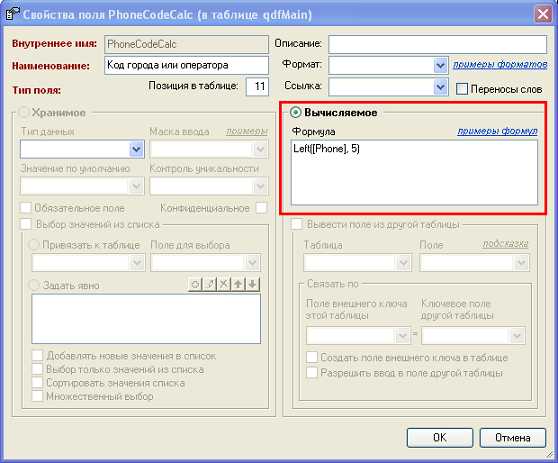 Свойства поля PhoneCodeCalc (в таблице qdfMain)
Внутреннее имя: PhoneCodeCalc Описание:
Наименование: Код города или оператора Формат: примеры форматов
Тип поля: Позиция в таблице: 11 Ссылка: Переносы слов
Хранимое
Тип данных Маска ввода примеры
Значение по умолчанию Контроль уникальности
Обязательное поле Конфиденциальное
Выбор значений из списка
Привязать к таблице Поле для выбора
Задать явно
Добавлять новые значения в список
Выбор только значений из списка
Сортировать значения списка
Множественный выбор
Вычисляемое
Формула примеры формул
Left([Phone], 5)
Вывести поле из другой таблицы
Таблица Поле подсказка
Связать по
Поле внешнего ключа Ключевое поле
этой таблицы другой таблицы
=
Создать поле внешнего ключа в таблице
Разрешить ввод в поле другой таблицы
OK Отмена